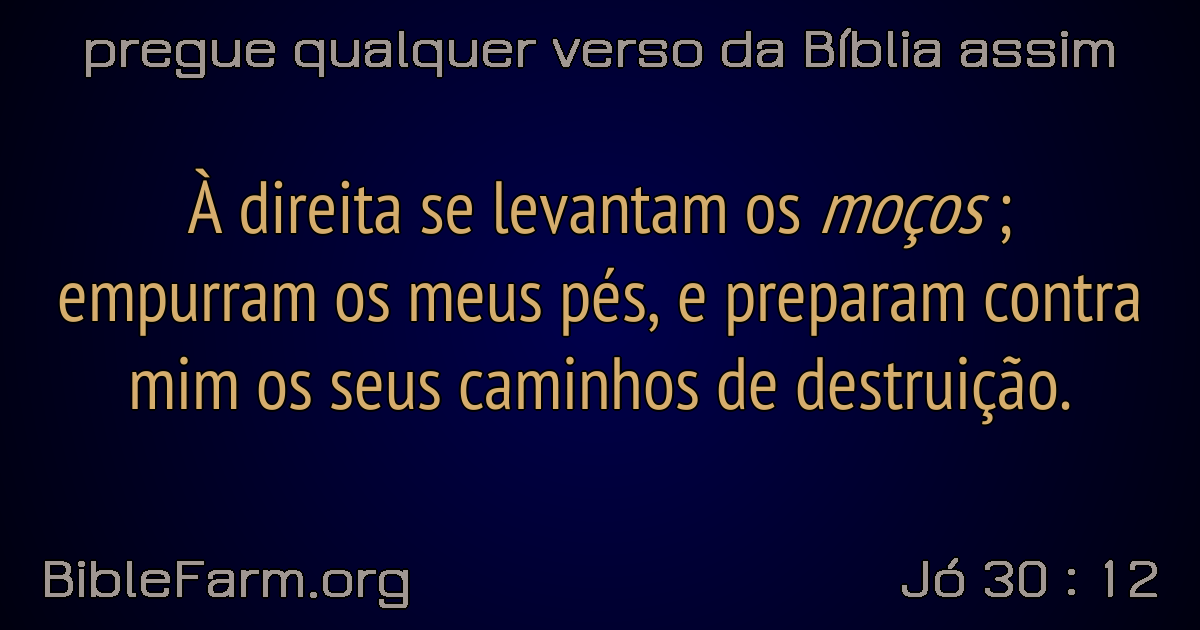 pregue qualquer verso da Bíblia assim
À direita se levantam os moços ;
empurram os meus pés, e preparam contra
mim os seus caminhos de destruição.
BibleFarm.org
Jó 30 : 12